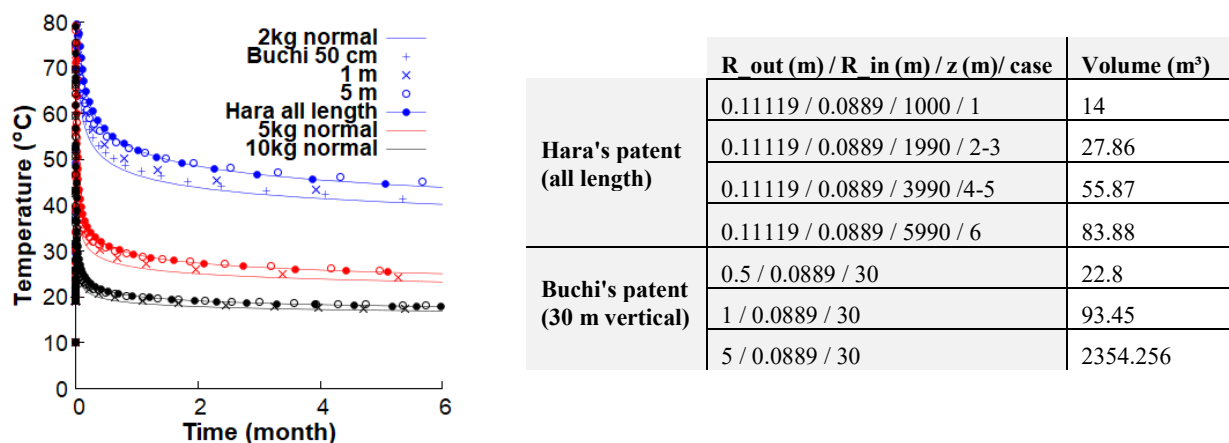 80
70
60
50
40
30
20
10
0
Temperature (°C)
0
2
4
6
Time (month)
2kg normal
Buchi 50 cm
1 m
5 m
Hara all length
5kg normal
10kg normal
R_out (m) / R_in (m) / z (m)/ case
Volume (m³)
Hara's patent
(all length)
0.11119 / 0.0889 / 1000 / 1
14
0.11119 / 0.0889 / 1990 / 2-3
27.86
0.11119 / 0.0889 / 3990 /4-5
55.87
0.11119 / 0.0889 / 5990 / 6
83.88
Buchi's patent
(30 m vertical)
0.5 / 0.0889 / 30
22.8
1 / 0.0889 / 30
93.45
5 / 0.0889 / 30
2354.256